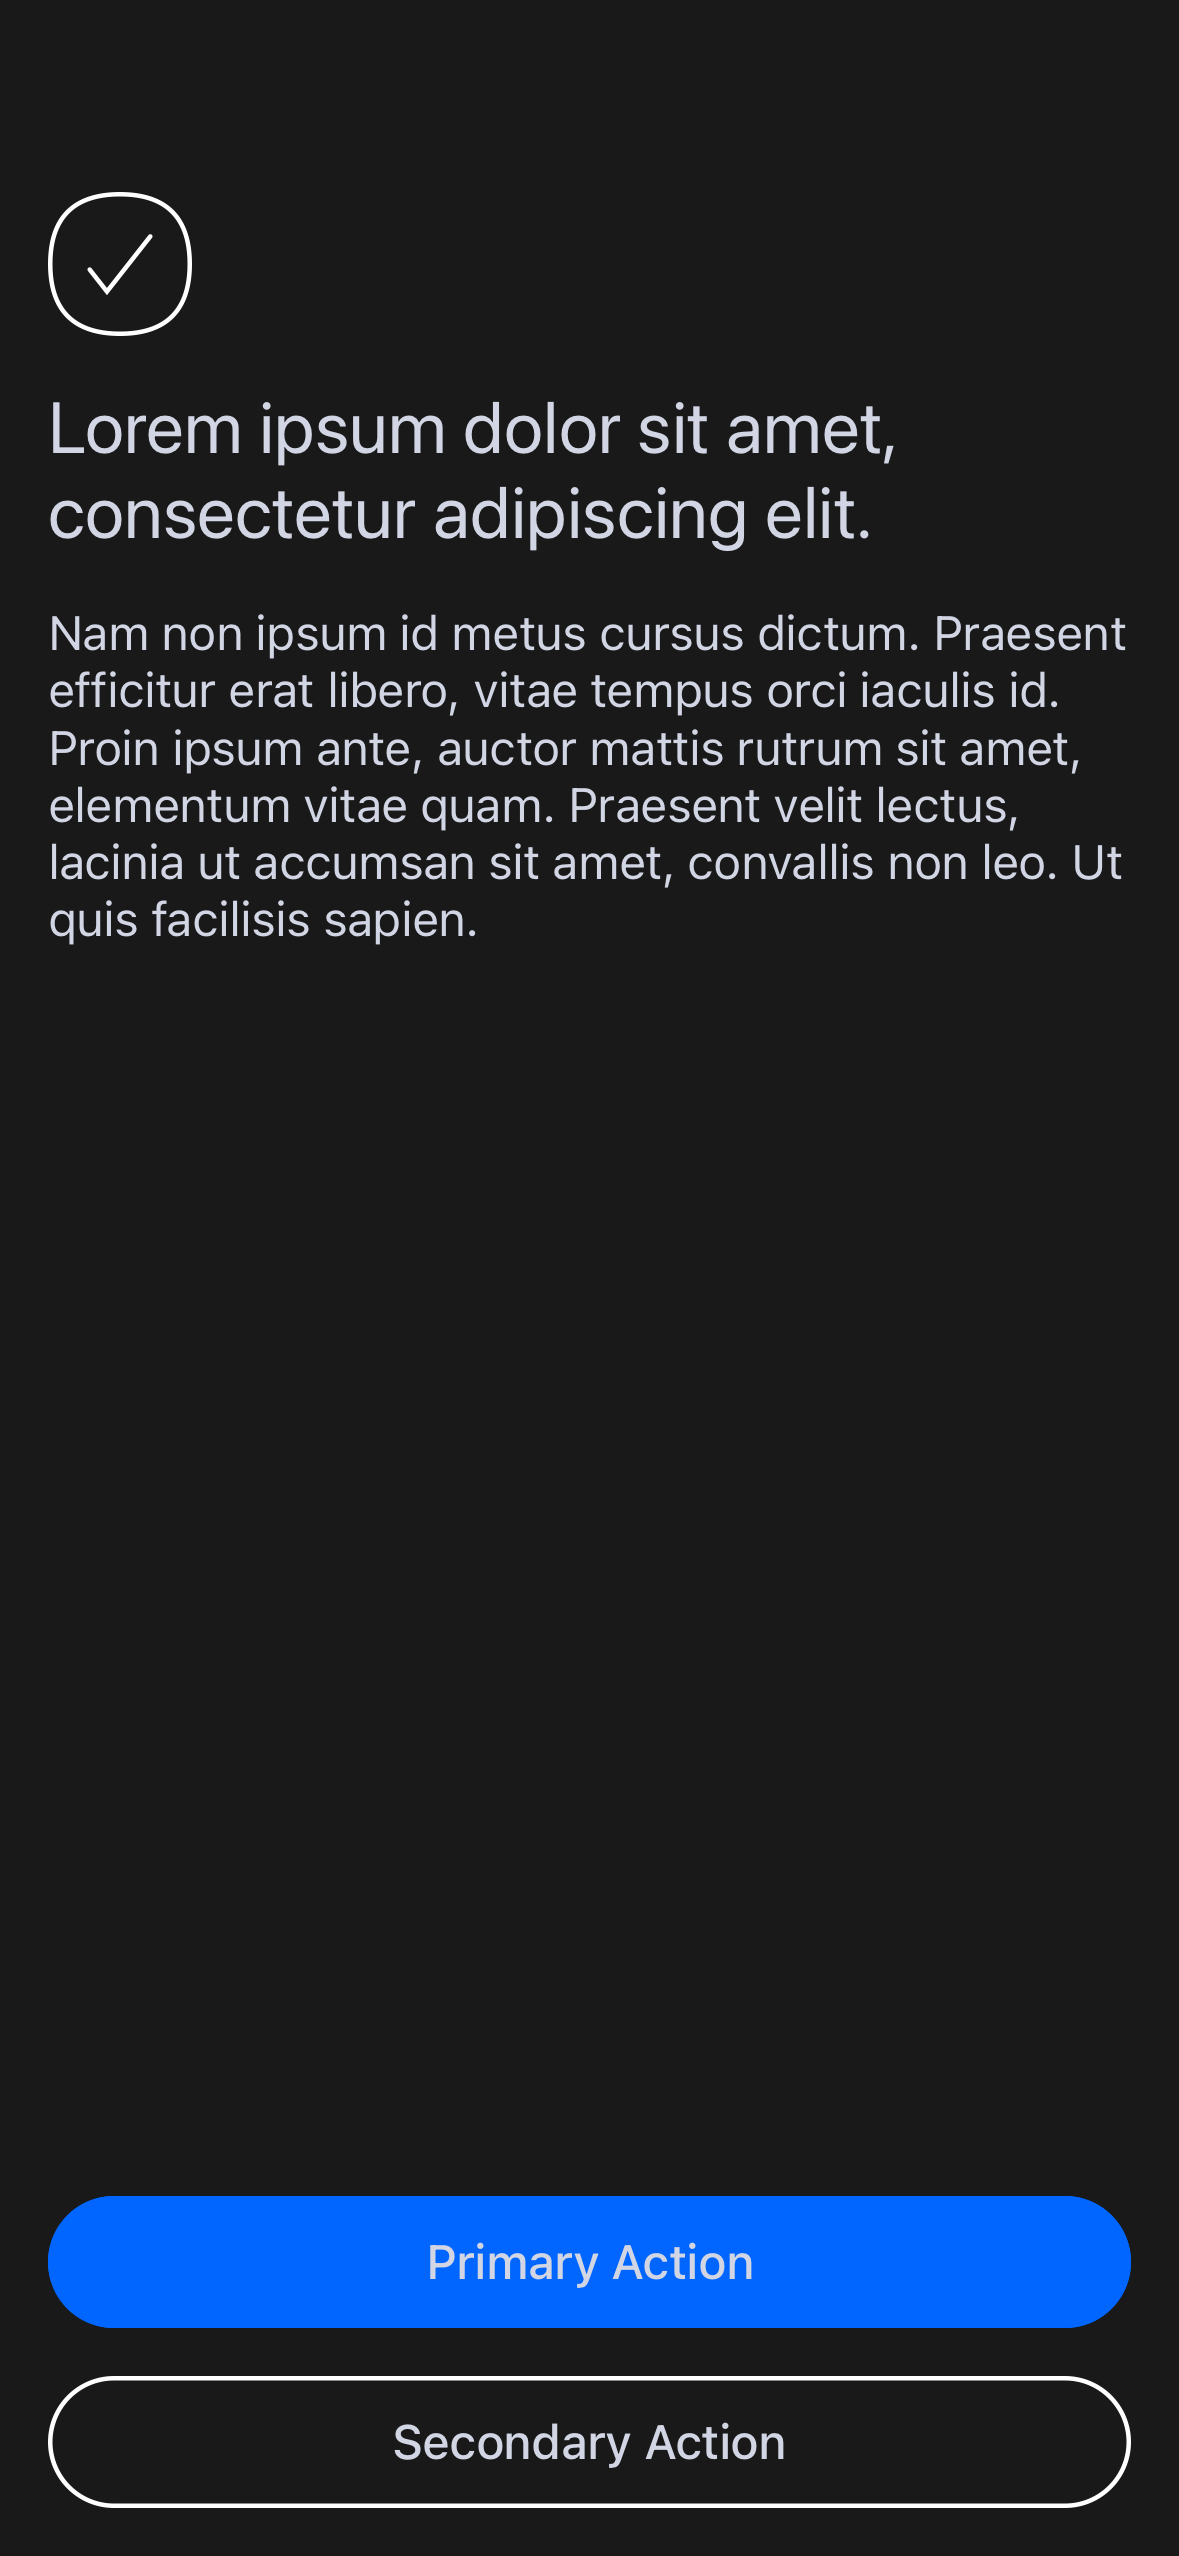 Lorem ipsum dolor sit amet,
consectetur adipiscing elit.
Nam non ipsum id metus cursus dictum. Praesent
efficitur erat libero, vitae tempus orci iaculis id.
Proin ipsum ante, auctor mattis rutrum sit amet,
elementum vitae quam. Praesent velit lectus,
lacinia ut accumsan sit amet, convallis non leo. Ut
quis facilisis sapien.
Primary Action
Secondary Action